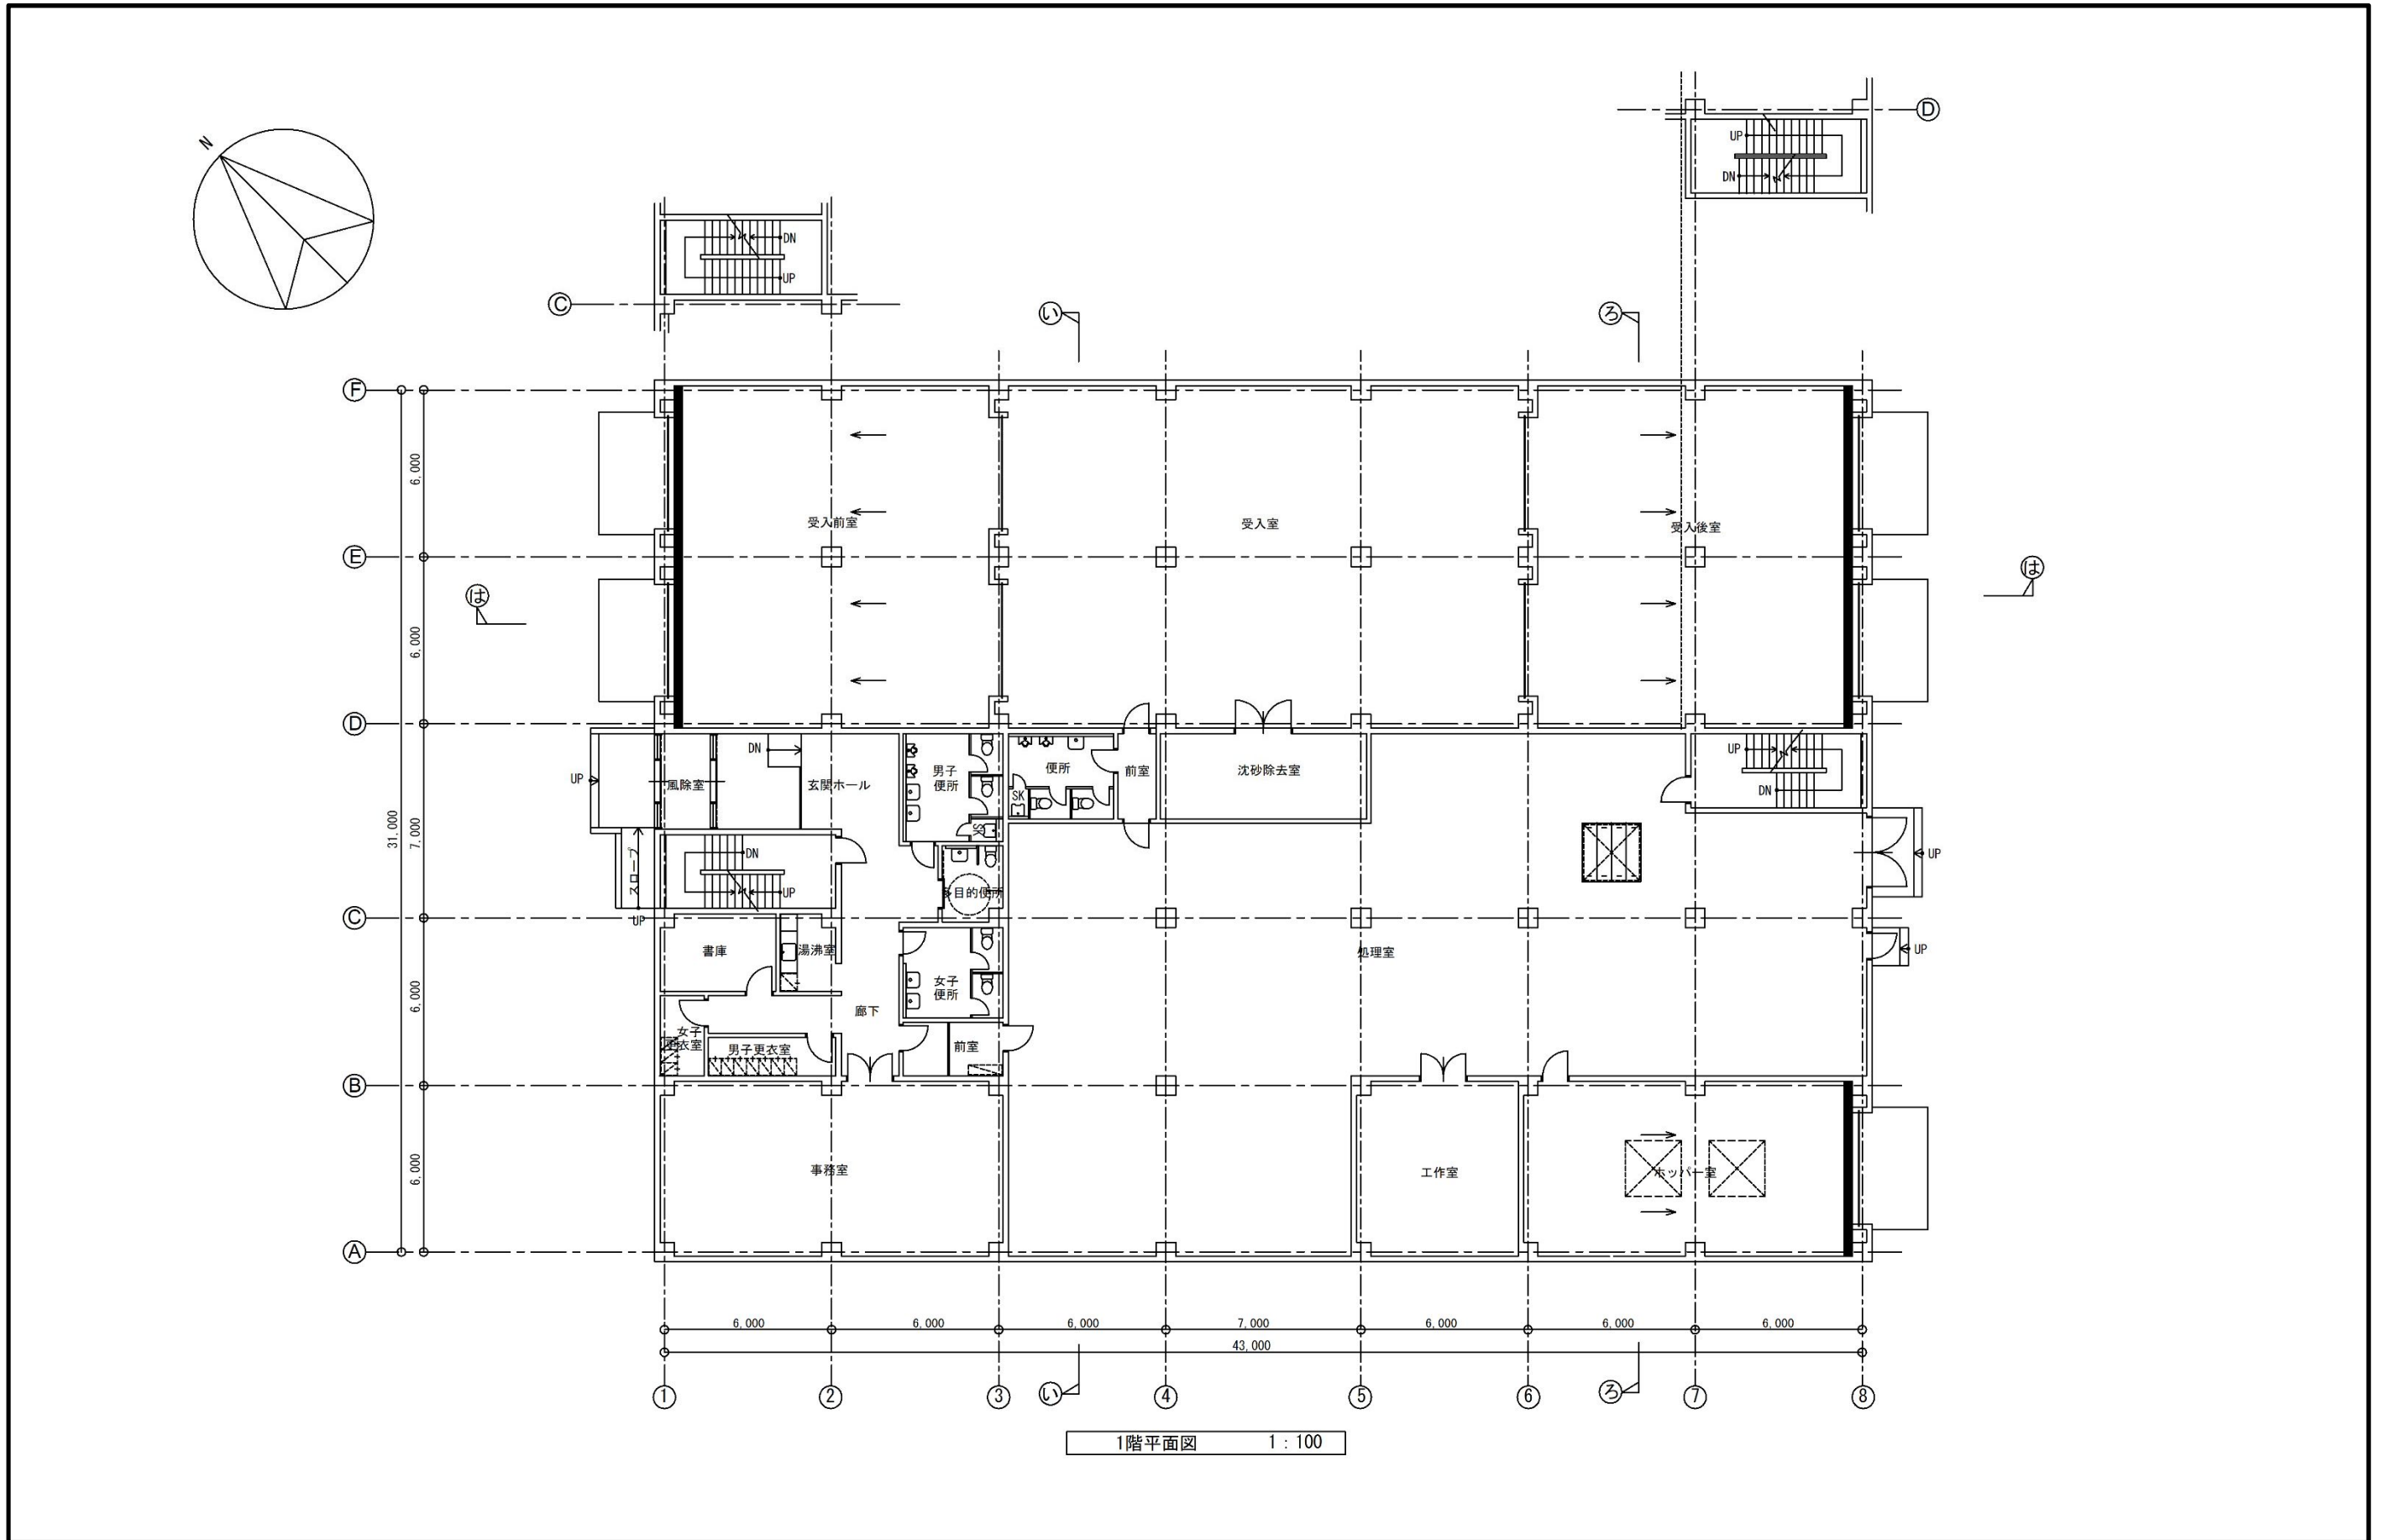 N
D
UP
DN
DN
UP
C
い
ろ
F
6,000
受入前室
受入室
受入後室
E
は
は
6,000
D
DN
UP
風除室
玄関ホール
男子
便所
便所
前室
沈砂除去室
UP
DN
SK
SK
31,000
7,000
スロープ
DN
UP
UP
多目的便所
UP
C
UP
書庫
湯沸室
処理室
UP
女子
便所
6,000
廊下
女子
更衣室
男子更衣室
前室
B
6,000
事務室
工作室
ホッパー室
A
6,000
6,000
6,000
7,000
6,000
6,000
6,000
43,000
1
2
3
い
4
5
6
ろ
7
8
1階平面図 1:100